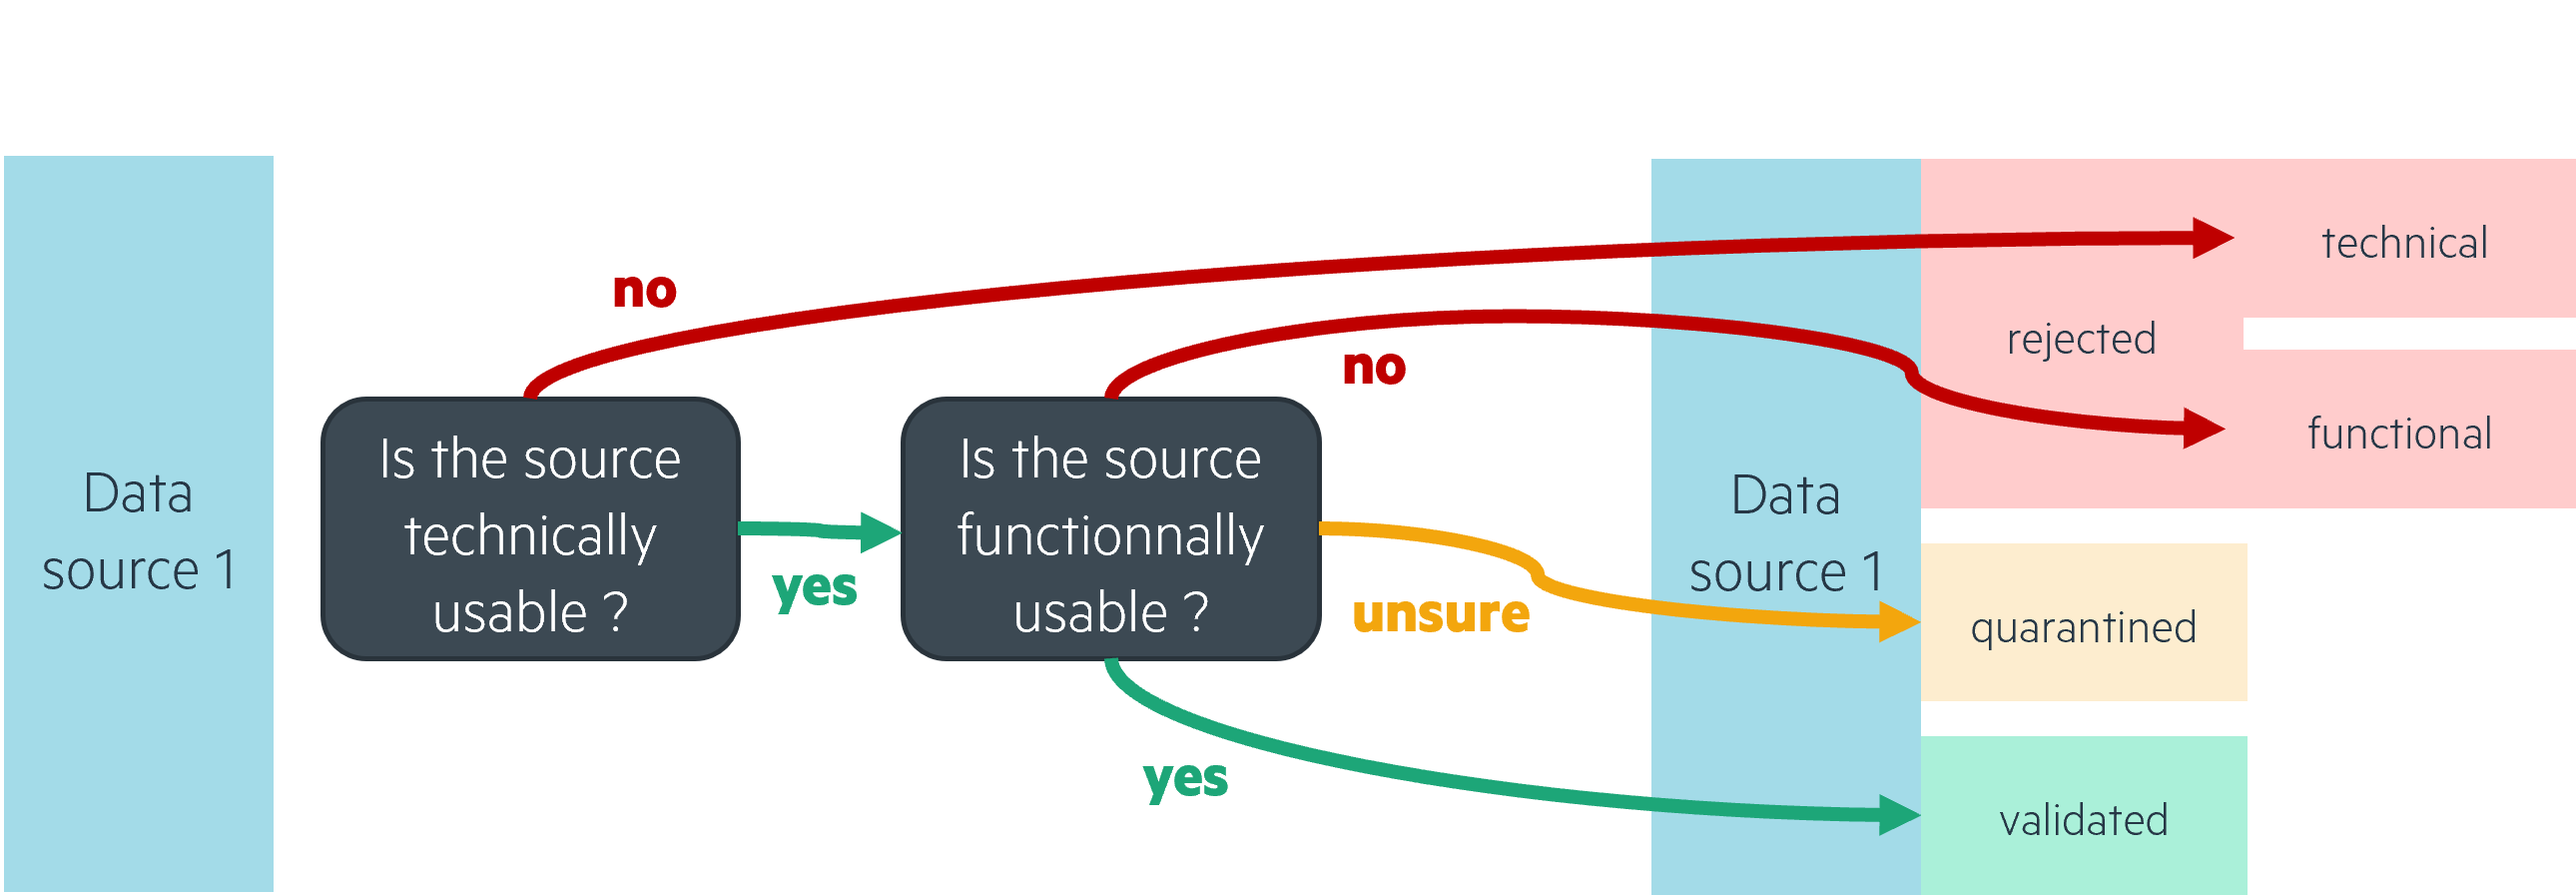 Data
source 1
no
Is the source
technically
usable ?
yes
no
Is the source
functionnally
usable ?
unsure
yes
Data
source 1
technical
rejected
functional
quarantined
validated